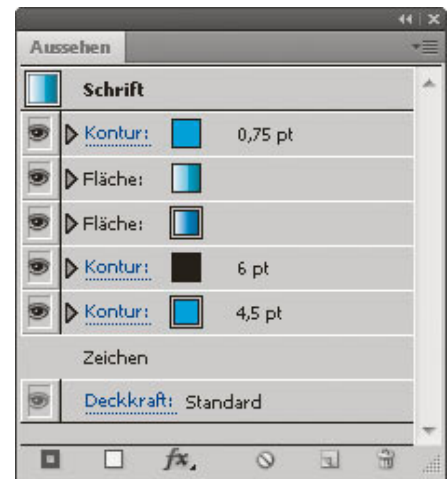 Aussehen
Schrift
Kontur: 0,75 pt
Fläche:
Fläche:
Kontur: 6 pt
Kontur: 4,5 pt
Zeichen
Deckkraft: Standard
fx.